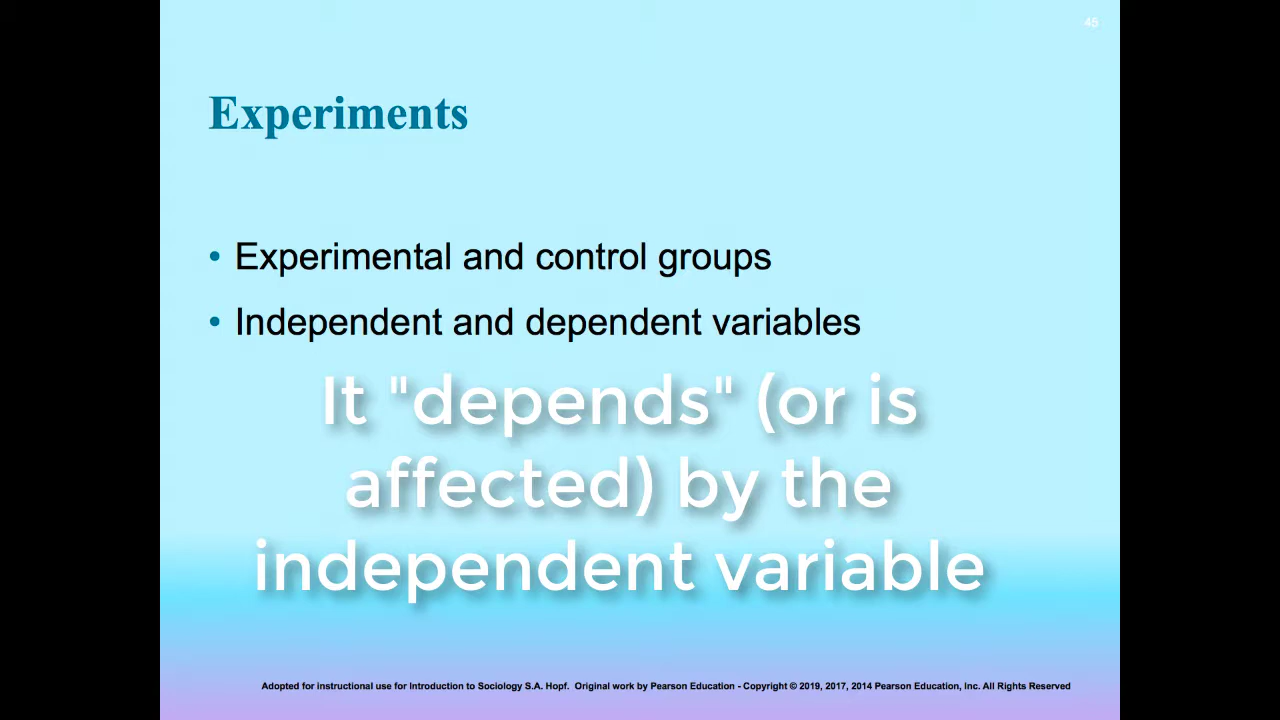 45
Experiments
• Experimental and control groups
• Independent and dependent variables
It "depends" (or is
affected) by the
independent variable
Adopted for instructional use for Introduction to Sociology S.A. Hopf. Original work by Pearson Education - Copyright © 2019, 2017, 2014 Pearson Education, Inc. All Rights Reserved